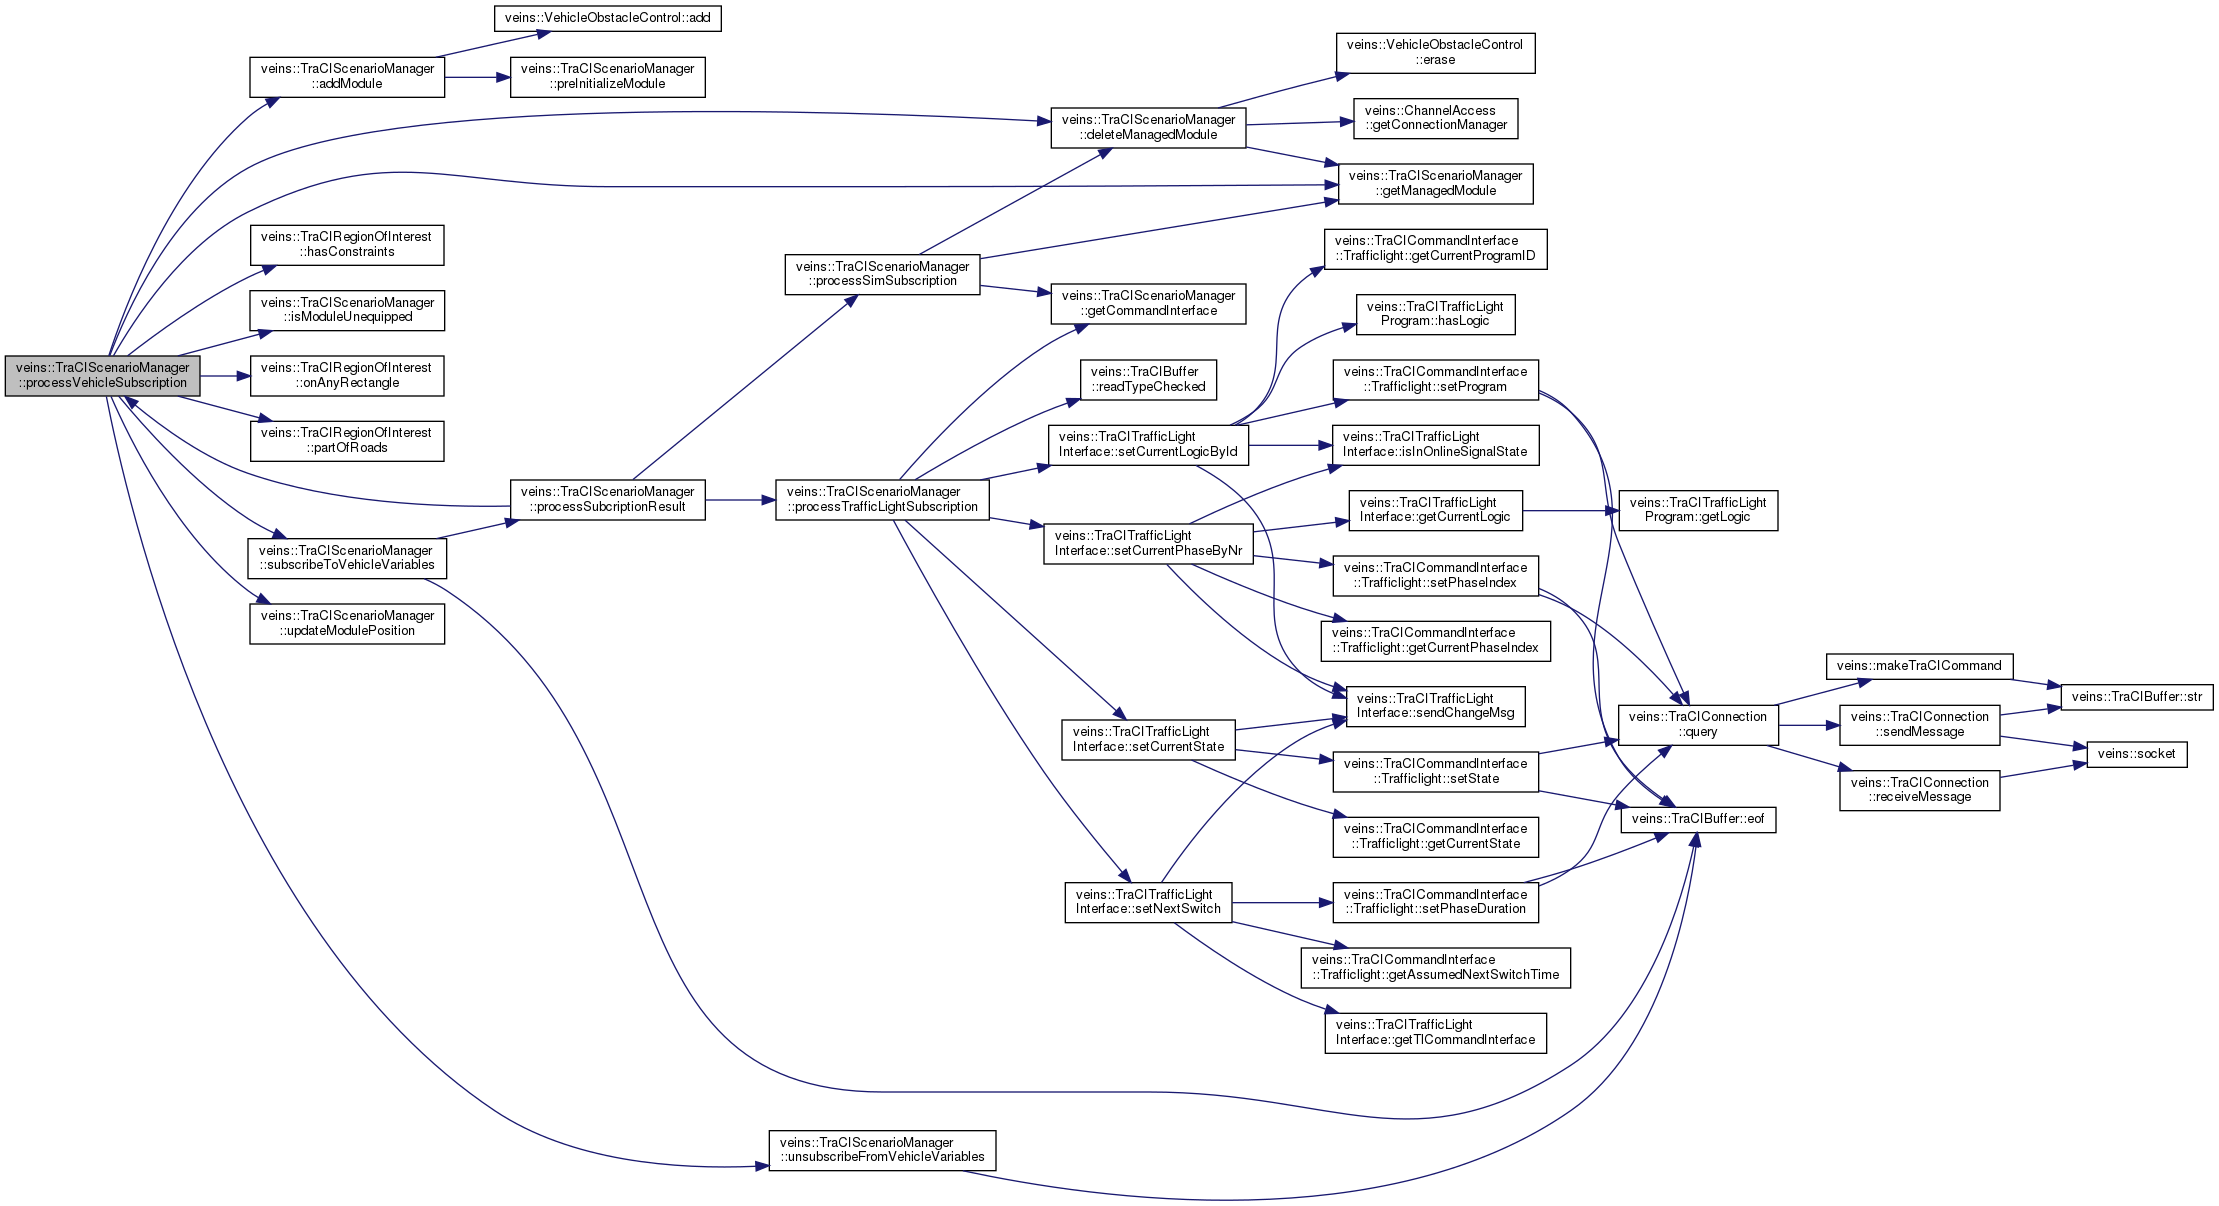 veins::VehicleObstacleControl::add
veins::TraCIScenarioManager
::addModule
veins::TraCIScenarioManager
::preInitializeModule
veins::VehicleObstacleControl
::erase
veins::TraCIScenarioManager
::deleteManagedModule
veins::ChannelAccess
::getConnectionManager
veins::TraCIScenarioManager
::getManagedModule
veins::TraCIRegionOfInterest
::hasConstraints
veins::TraCIScenarioManager
::processSimSubscription
veins::TraCICommandInterface
::Trafficlight::getCurrentProgramID
veins::TraCIScenarioManager
::isModuleUnequipped
veins::TraCIScenarioManager
::getCommandInterface
veins::TraCITrafficLight
Program::hasLogic
veins::TraCIScenarioManager
::processVehicleSubscription
veins::TraCIRegionOfInterest
::onAnyRectangle
veins::TraCIBuffer
::readTypeChecked
veins::TraCICommandInterface
::Trafficlight::setProgram
veins::TraCIRegionOfInterest
::partOfRoads
veins::TraCITrafficLight
Interface::setCurrentLogicById
veins::TraCITrafficLight
Interface::isInOnlineSignalState
veins::TraCIScenarioManager
::processSubcriptionResult
veins::TraCIScenarioManager
::processTrafficLightSubscription
veins::TraCITrafficLight
Interface::getCurrentLogic
veins::TraCITrafficLight
Program::getLogic
veins::TraCIScenarioManager
::subscribeToVehicleVariables
veins::TraCITrafficLight
Interface::setCurrentPhaseByNr
veins::TraCICommandInterface
::Trafficlight::setPhaseIndex
veins::TraCIScenarioManager
::updateModulePosition
veins::TraCICommandInterface
::Trafficlight::getCurrentPhaseIndex
veins::TraCITrafficLight
Interface::sendChangeMsg
veins::makeTraCICommand
veins::TraCIBuffer::str
veins::TraCITrafficLight
Interface::setCurrentState
veins::TraCIConnection
::query
veins::TraCIConnection
::sendMessage
veins::socket
veins::TraCICommandInterface
::Trafficlight::setState
veins::TraCIConnection
::receiveMessage
veins::TraCICommandInterface
::Trafficlight::getCurrentState
veins::TraCIBuffer::eof
veins::TraCITrafficLight
Interface::setNextSwitch
veins::TraCICommandInterface
::Trafficlight::setPhaseDuration
veins::TraCICommandInterface
::Trafficlight::getAssumedNextSwitchTime
veins::TraCITrafficLight
Interface::getTlCommandInterface
veins::TraCIScenarioManager
::unsubscribeFromVehicleVariables